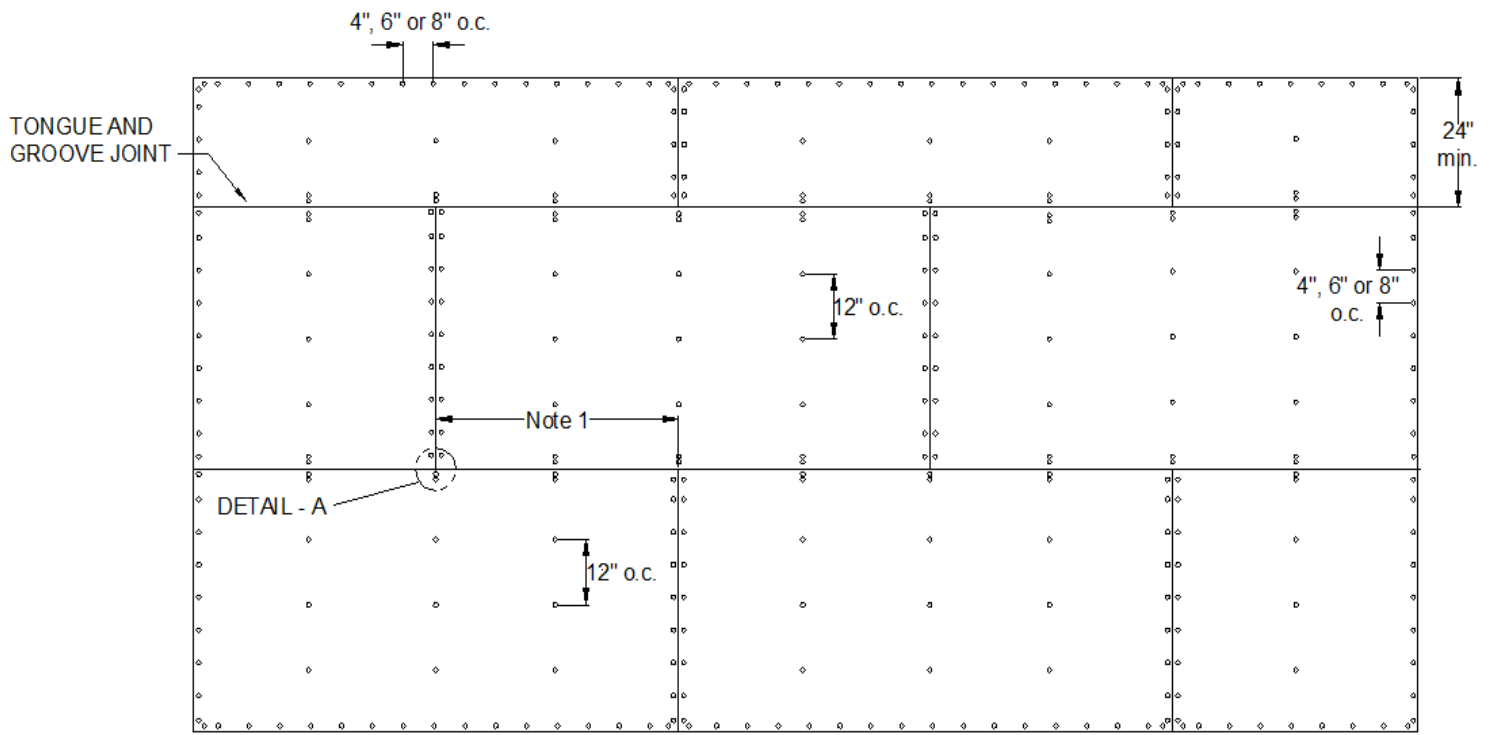 4", 6" or 8" o.c.
TONGUE AND
GROOVE JOINT
24"
min.
4", 6" or 8"
o.c.
12" o.c.
Note 1
DETAIL - A
12" o.c.